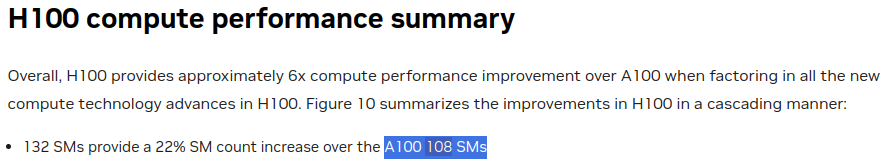 H100 compute performance summary
Overall, H100 provides approximately 6x compute performance improvement over A100 when factoring in all the new
compute technology advances in H100. Figure 10 summarizes the improvements in H100 in a cascading manner:
• 132 SMs provide a 22% SM count increase over the A100 108 SMs